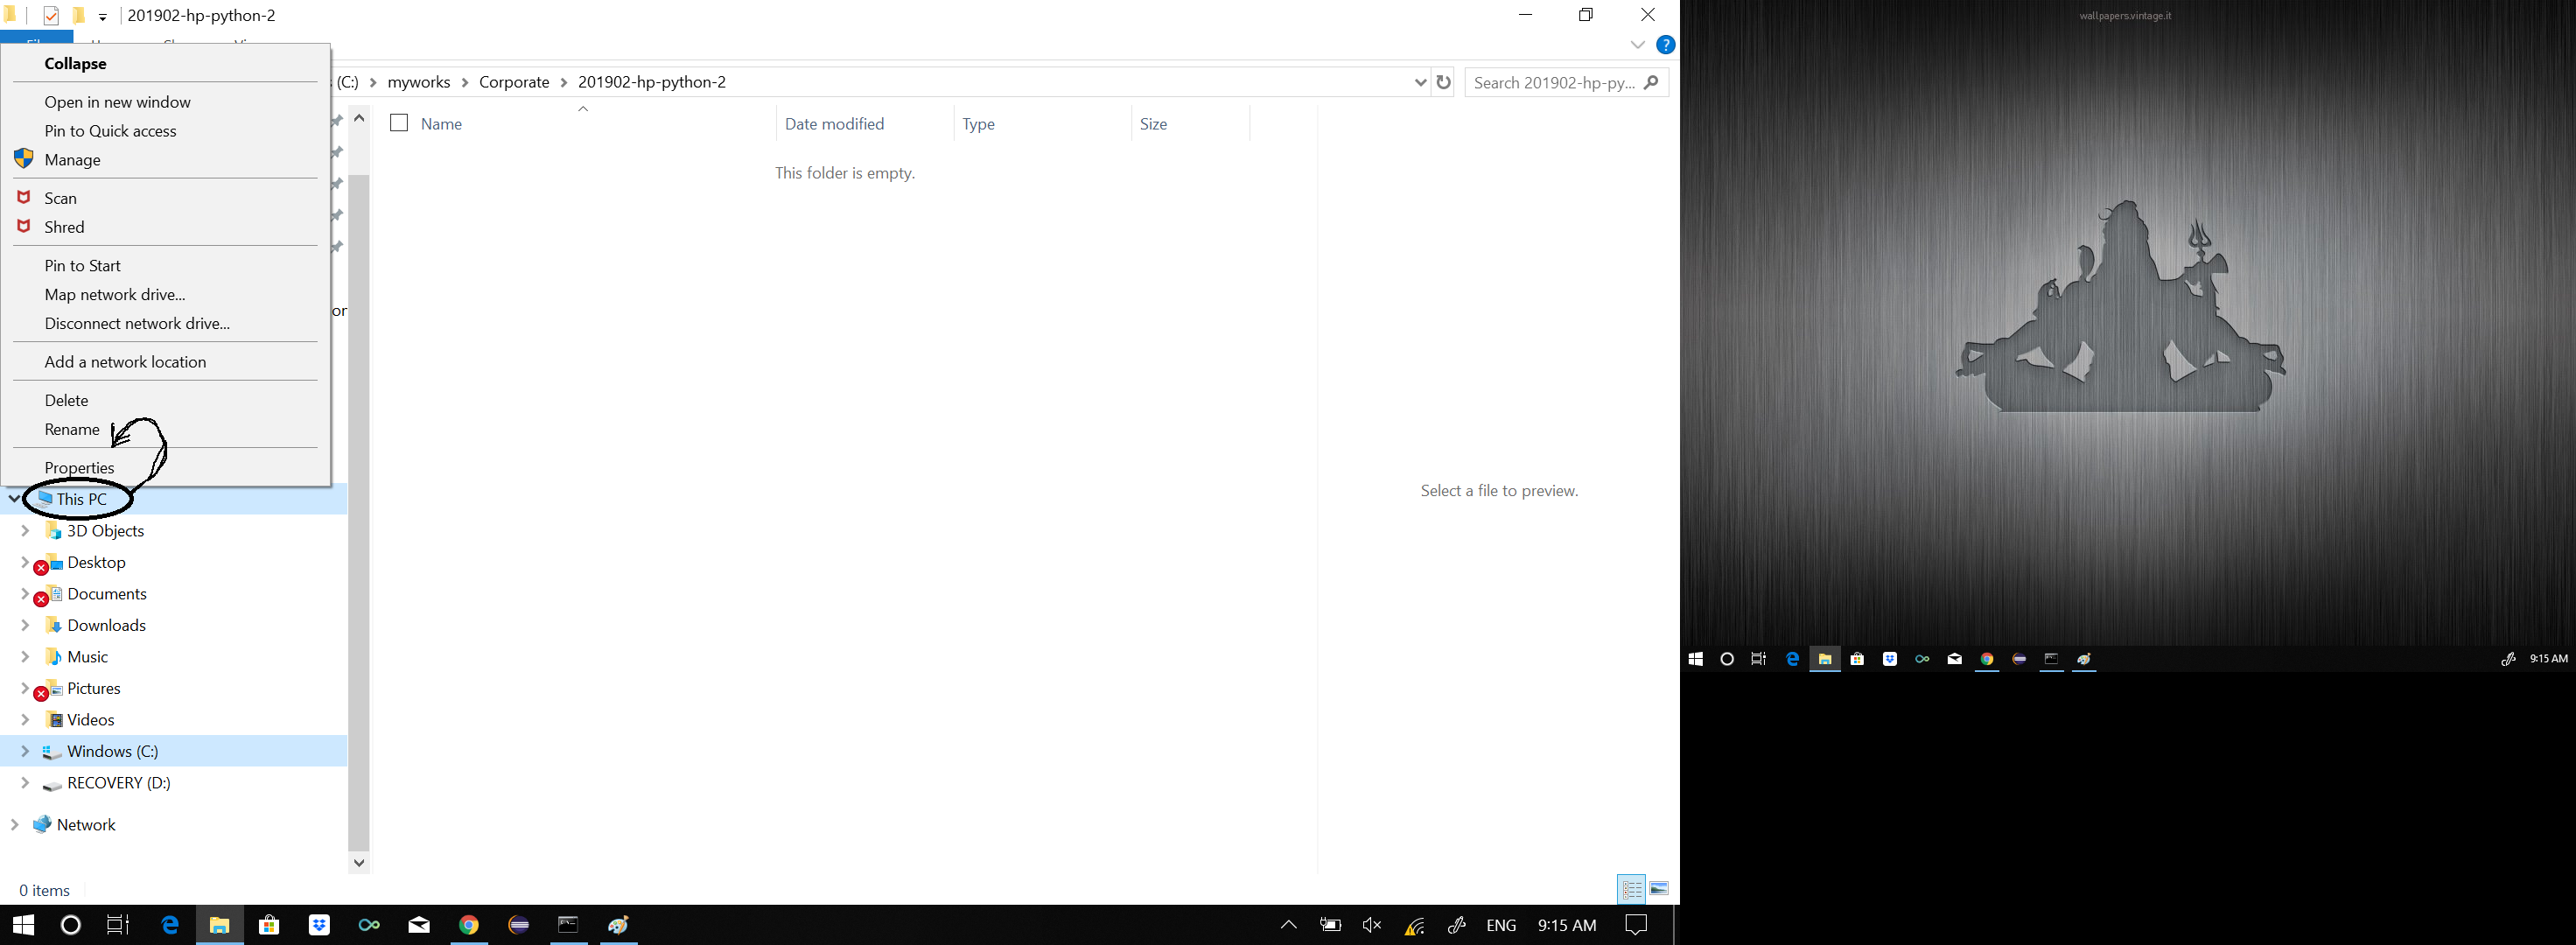 201902-hp-python-2
Collapse
Open in new window
Pin to Quick access
Manage
Scan
Shred
Pin to Start
Map network drive...
Disconnect network drive...
Add a network location
Delete
Rename
Properties
This PC
3D Objects
Desktop
Documents
Downloads
Music
Pictures
Videos
Windows (C:)
RECOVERY (D:)
Network
0 items
(C:) myworks Corporate 201902-hp-python-2
Search 201902-hp-py...
Name Date modified Type Size
This folder is empty.
Select a file to preview.
ENG 9:15 AM
wallpapers.vintage.it
9:15 AM